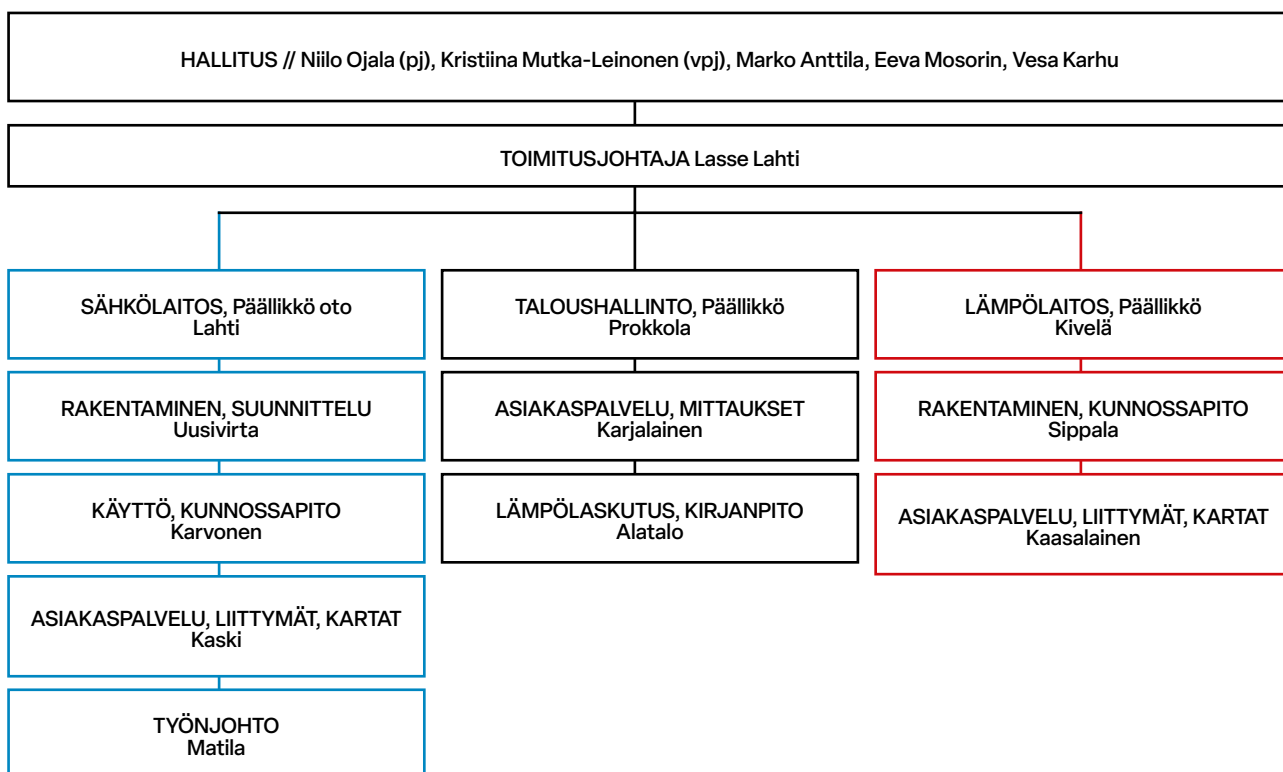 HALLITUS // Niilo Ojala (pj), Kristiina Mutka-Leinonen (vpj), Marko Anttila, Eeva Mosorin, Vesa Karhu
TOIMITUSJOHTAJA Lasse Lahti
SÄHKÖLAITOS, Päällikkö oto
Lahti
RAKENTAMINEN, SUUNNITTELU
Uusivirta
KÄYTTÖ, KUNNOSSAPITO
Karvonen
ASIAKASPALVELU, LIITTYMÄT, KARTAT
Kaski
TYÖNJOHTO
Matila
TALOUSHALLINTO, Päällikkö
Prokkola
ASIAKASPALVELU, MITTAUKSET
Karjalainen
LÄMPÖLASKUTUS, KIRJANPITO
Alatalo
LÄMPÖLAITOS, Päällikkö
Kivelä
RAKENTAMINEN, KUNNOSSAPITO
Sippala
ASIAKASPALVELU, LIITTYMÄT, KARTAT
Kaasalainen